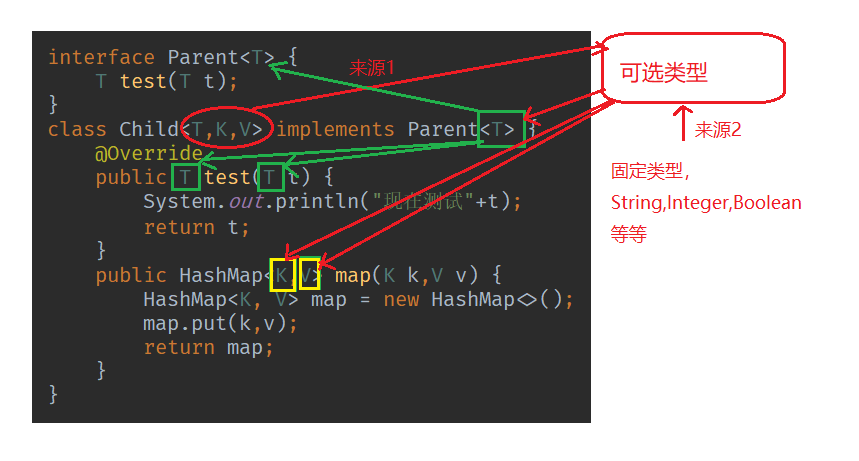 interface Parent<T> {
T test(T t);
}
class Child<T,K,V> implements Parent<T> {
@Override
public T test(T t) {
System.out.println("现在测试"+t);
return t;
}
public HashMap<K,V> map(K k,V v) {
HashMap<K, V> map = new HashMap<>();
map.put(k,v);
return map;
}
}
来源1
可选类型
来源2
固定类型,
String,Integer,Boolean
等等